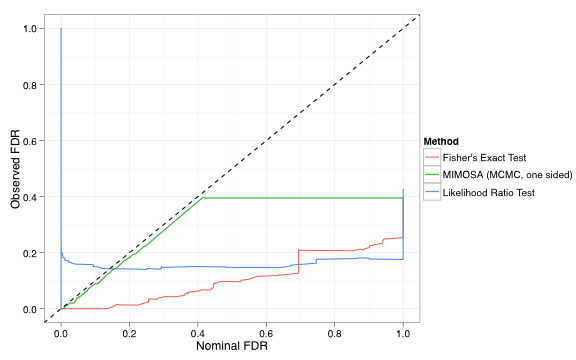 1.0
0.8
0.6
0.4
0.2
0.0
Observed FDR
0.0 0.2 0.4 0.6 0.8 1.0
Nominal FDR
Method
Fisher's Exact Test
MIMOSA (MCMC, one sided)
Likelihood Ratio Test